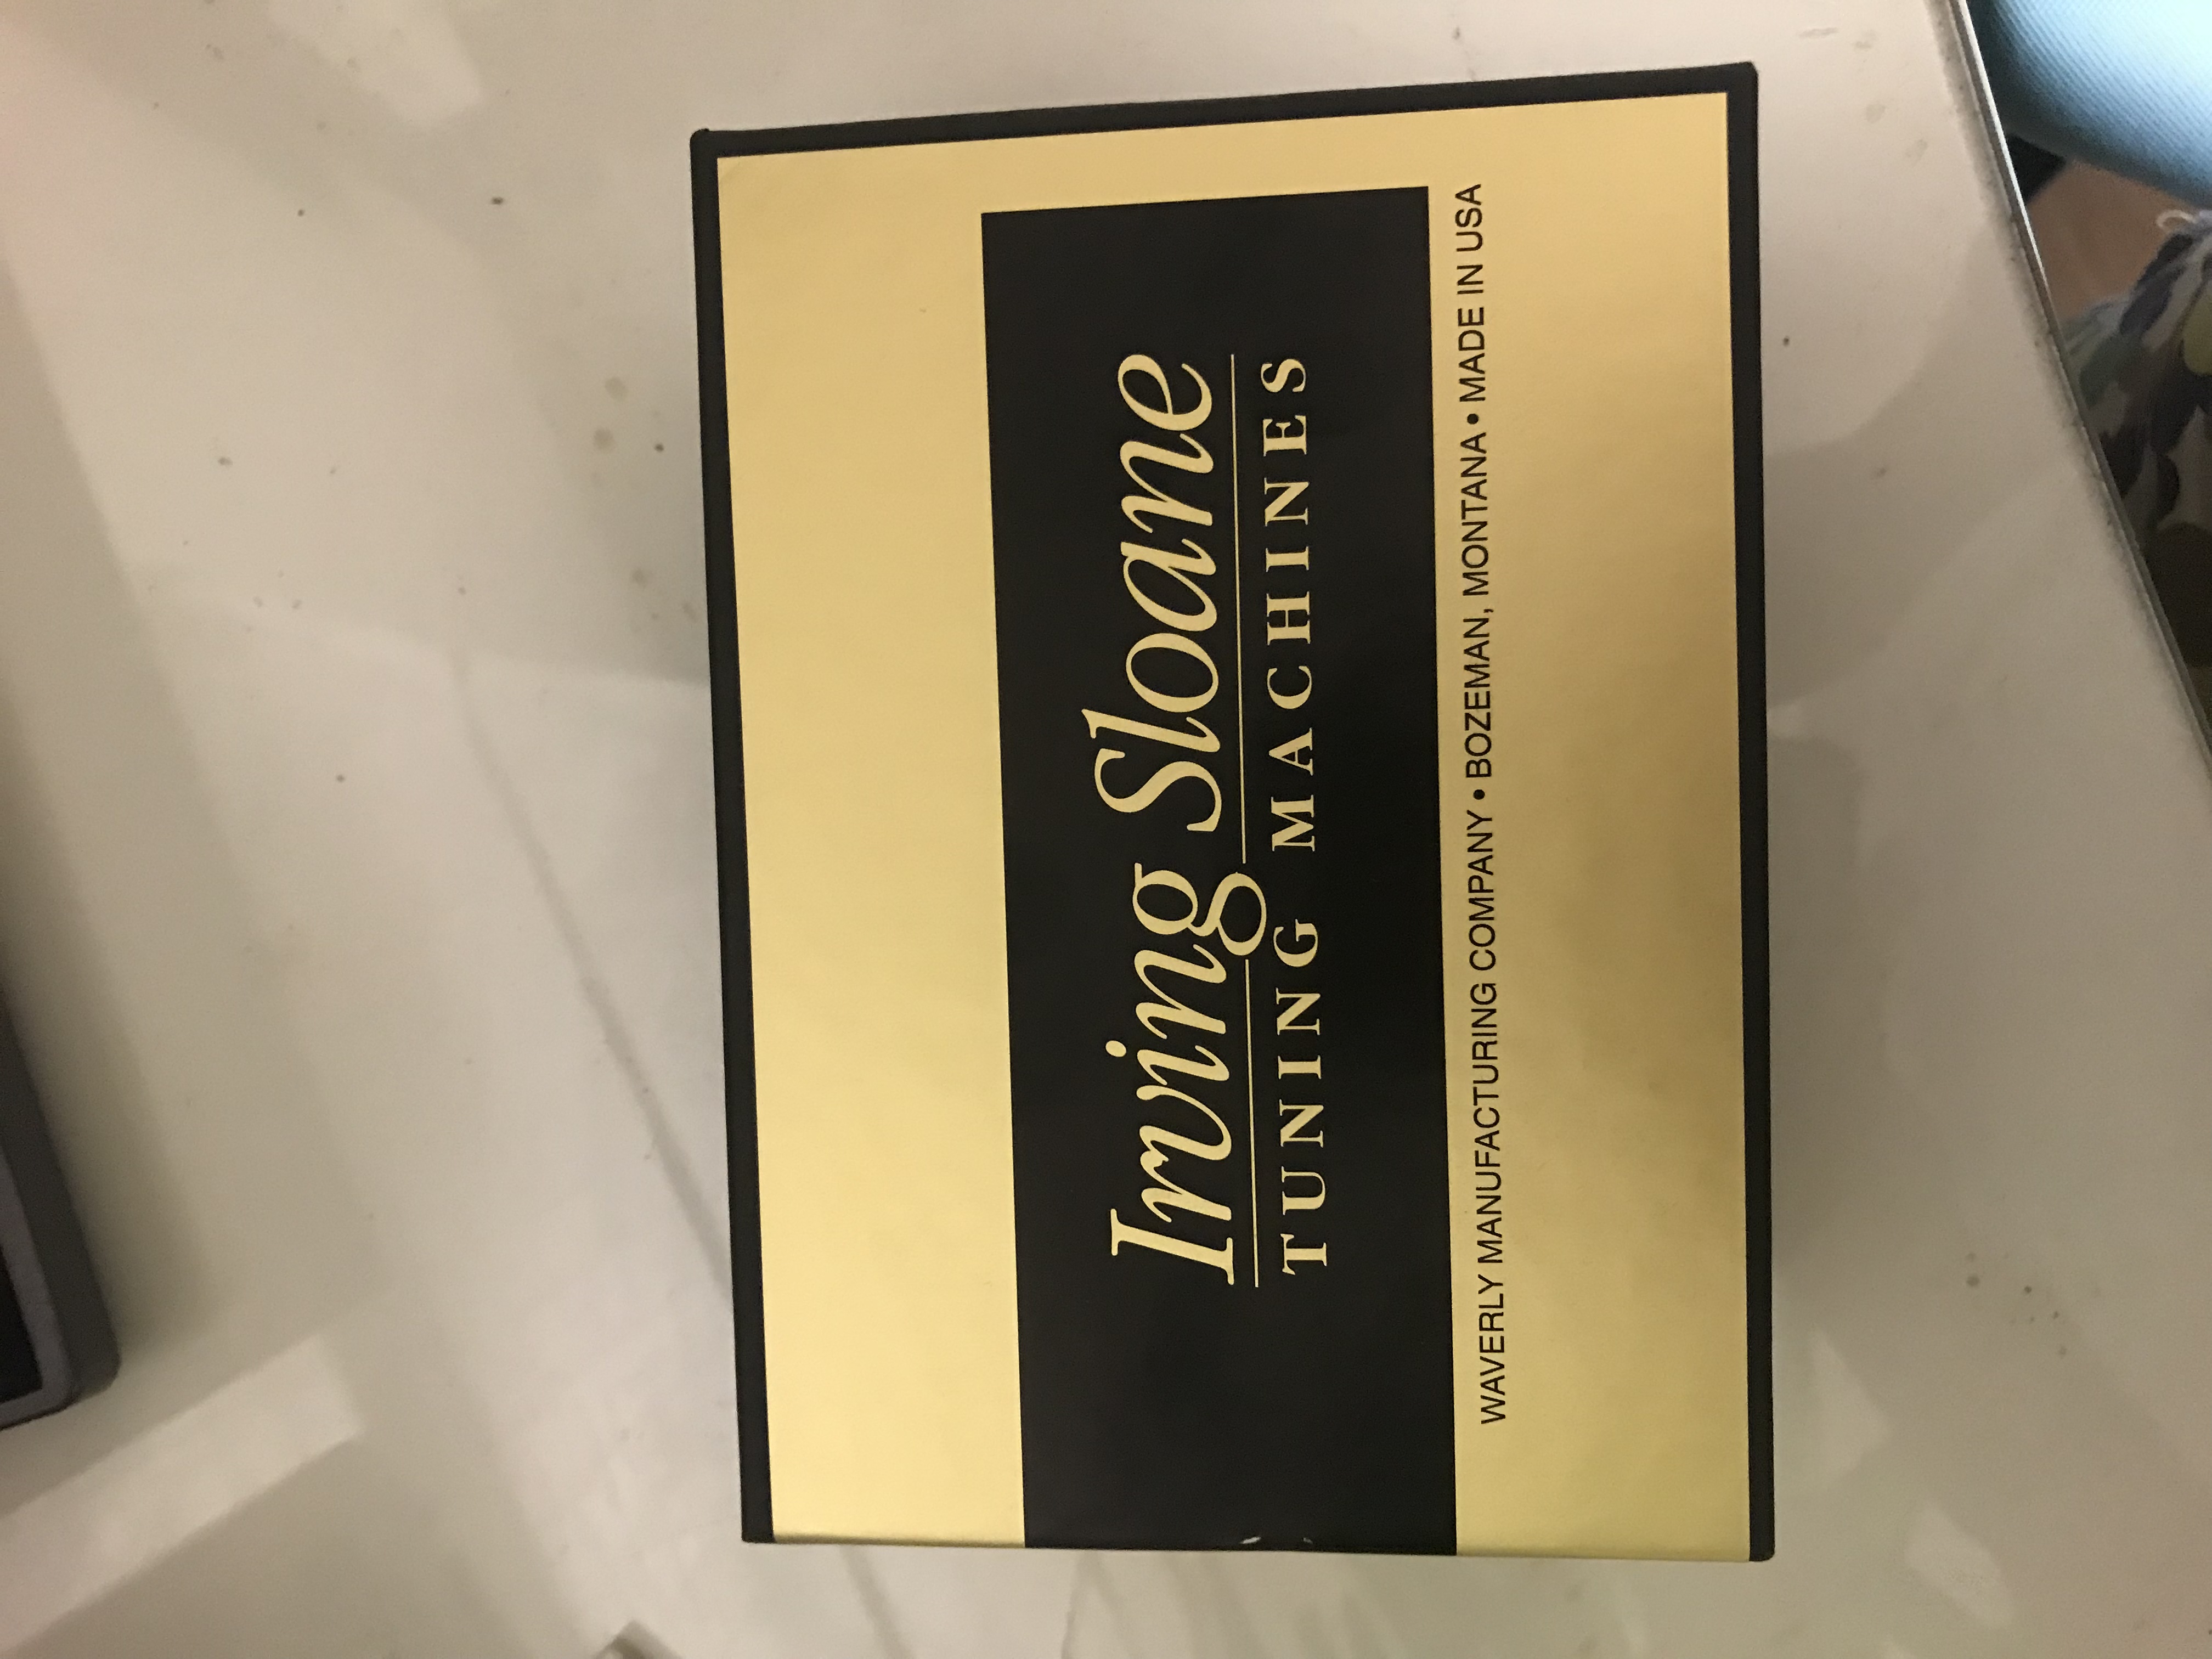 Irving Sloane
TUNING MACHINES
WAVERLY MANUFACTURING COMPANY • BOZEMAN, MONTANA • MADE IN USA